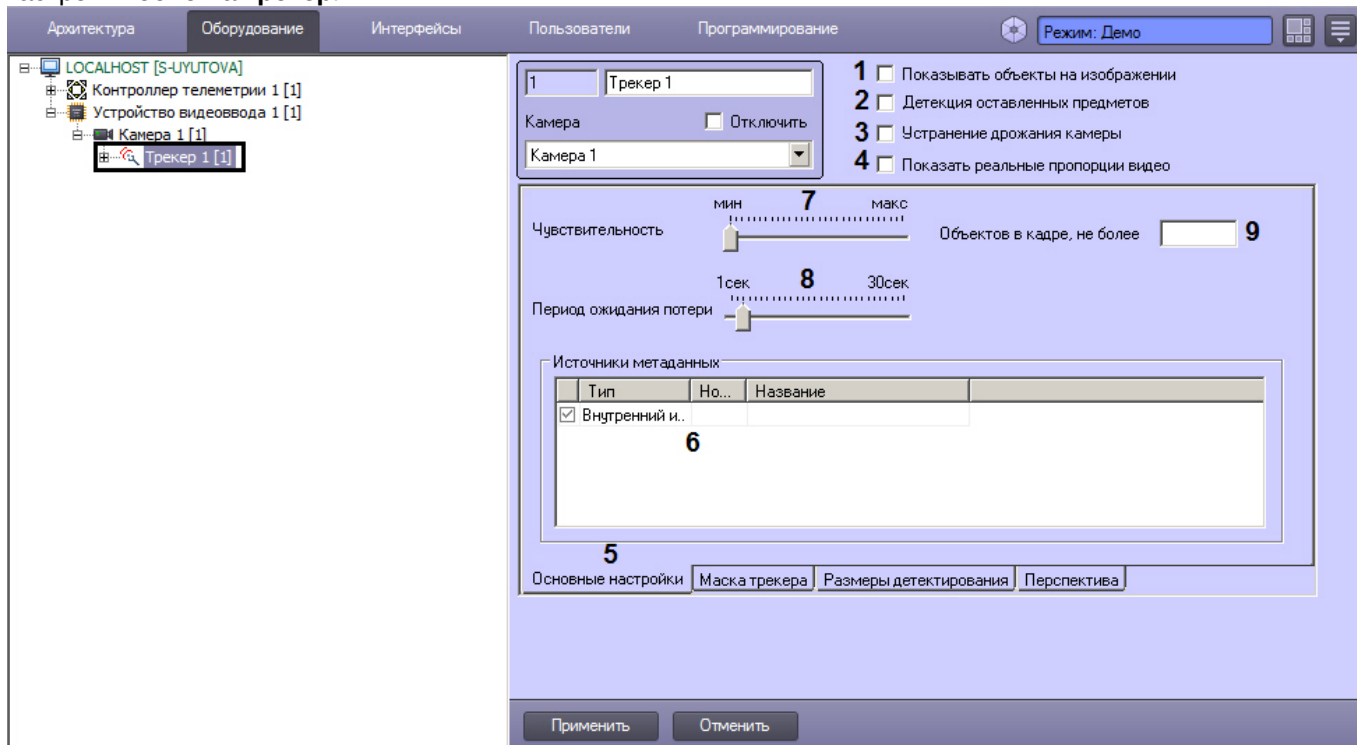 Архитектура Оборудование Интерфейсы Пользователи Программирование Режим: Демо
LOCALHOST [S-UYUTOVA]
Контроллер телеметрии 1 [1]
Устройство видеоввода 1 [1]
Камера 1 [1]
Трекер 1 [1]
1 Трекер 1
Камера Отключить
Камера 1
1 Показывать объекты на изображении
2 Детекция оставленных предметов
3 Устранение дрожания камеры
4 Показать реальные пропорции видео
мин 7 макс
Чувствительность
Объектов в кадре, не более 9
1сек 8 30сек
Период ожидания потери
Источники метаданных
Тип Но... Название
Внутренний и..
6
5
Основные настройки Маска трекера Размеры детектирования Перспектива
Применить Отменить